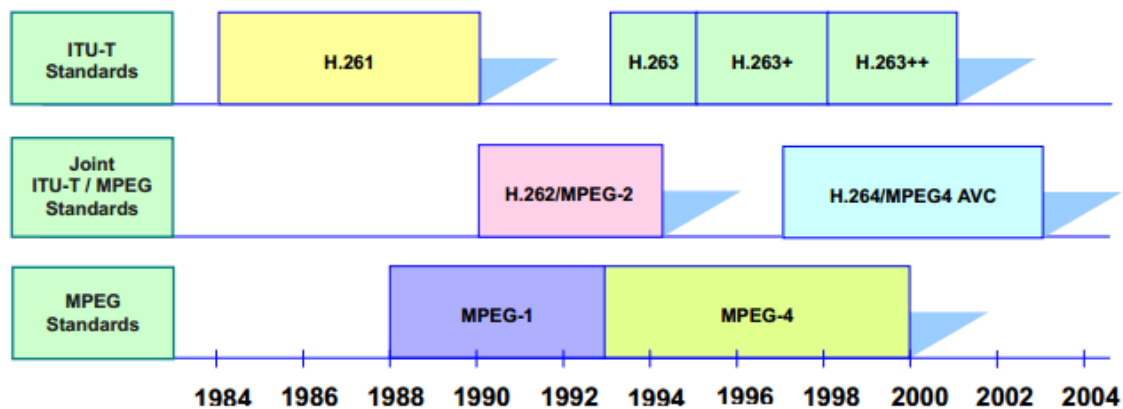 ITU-T
Standards
H.261
H.263
H.263+
H.263++
Joint
ITU-T / MPEG
Standards
H.262/MPEG-2
H.264/MPEG4 AVC
MPEG
Standards
MPEG-1
MPEG-4
1984 1986 1988 1990 1992 1994 1996 1998 2000 2002 2004